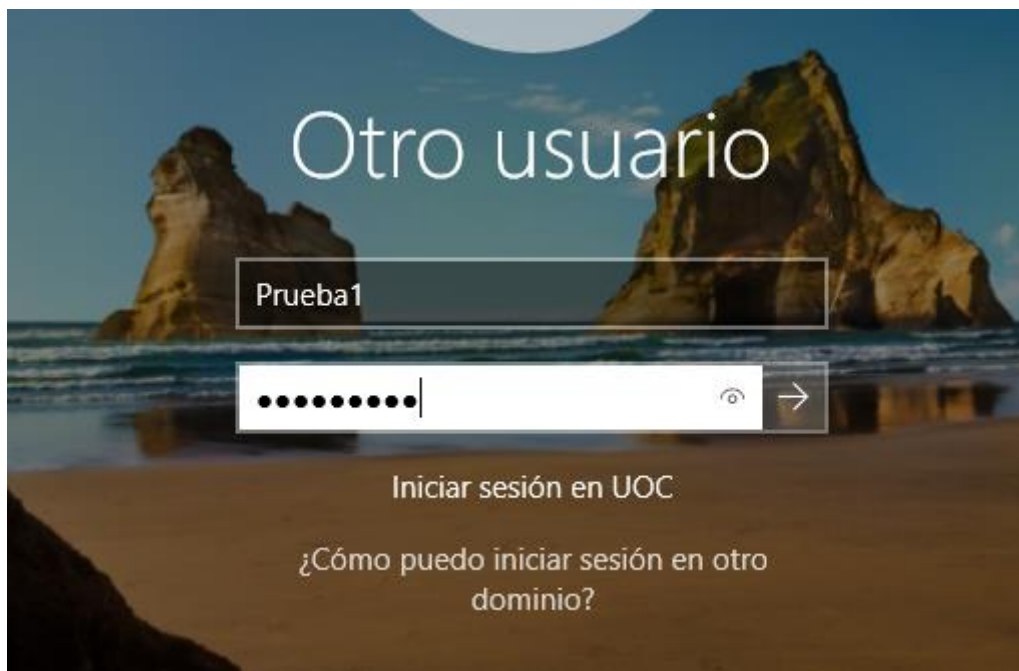 Otro usuario
Prueba1
●●●●●●●●●
Iniciar sesión en UOC
¿Cómo puedo iniciar sesión en otro
dominio?